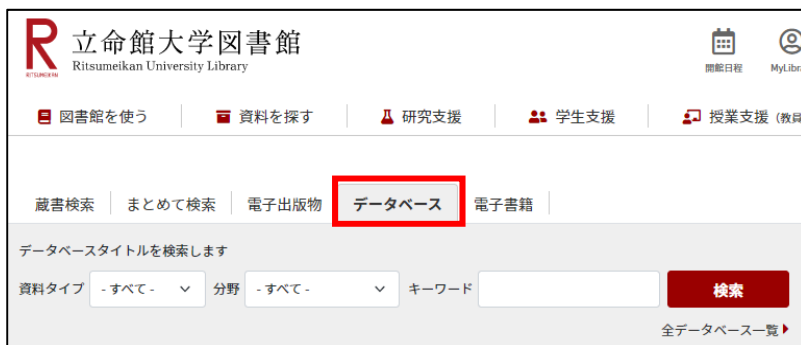 立命館大学図書館
Ritsumeikan University Library
RITSUMEIKAN
開館日程
図書館を使う 資料を探す 研究支援 学生支援 授業支援
蔵書検索 まとめて検索 電子出版物 データベース 電子書籍
データベースタイトルを検索します
資料タイプ - すべて - 分野 - すべて - キーワード 検索
全データベース一覧